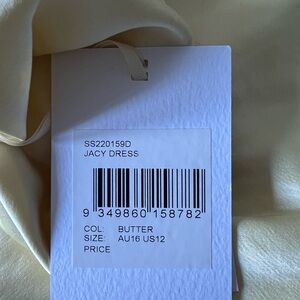 SS220159D
JACY DRESS
9 349860 158782
COL: BUTTER
SIZE: AU16 US12
PRICE